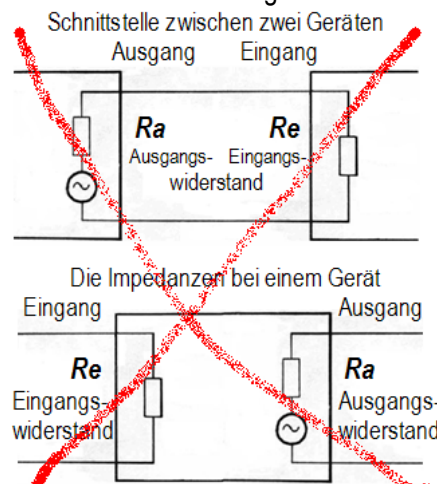 Schnittstelle zwischen zwei Geräten
Ausgang Eingang
Ra Re
Ausgangs- Eingangs-
widerstand
Die Impedanzen bei einem Gerät
Eingang Ausgang
Re Ra
Eingangs- Ausgangs-
widerstand widerstand